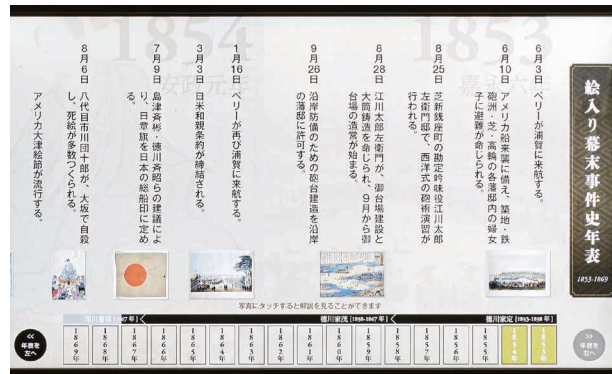 絵入り幕末事件史年表
1853-1869
1853
嘉永六年
6月3日 ペリーが浦賀に来航する。
6月10日 アメリカ船来襲に備え、築地・鉄
砲洲・芝・高輪の各藩邸内の婦女
子に避難が命じられる。
8月25日 芝新銭座町の勘定吟味役江川太郎
左衛門邸で、西洋式の砲術演習が
行われる。
8月28日 江川太郎左衛門が、御台場建設と
大筒鋳造を命じられ、9月から御
台場の造営が始まる。
9月26日 沿岸防備のための砲台建造を沿岸
の藩邸に許可する。
1854
安政元年
1月16日 ペリーが再び浦賀に来航する。
3月3日 日米和親条約が締結される。
7月9日 島津斉彬・徳川斉昭らの建議によ
り、日章旗を日本の総船印に定め
る。
8月6日 八代目市川団十郎が、大坂で自殺
し、死絵が多数つくられる。
アメリカ大津絵節が流行する。
写真にタッチすると解説を見ることができます
徳川家定【1853-1858 年】
徳川家茂【1858-1867 年】
1853年
1854年
1855年
1856年
1857年
1858年
1859年
1860年
1861年
1862年
1863年
1864年
1865年
1866年
1867年
1868年
1869年
<<
年表を
左へ
>>
年表を
右へ